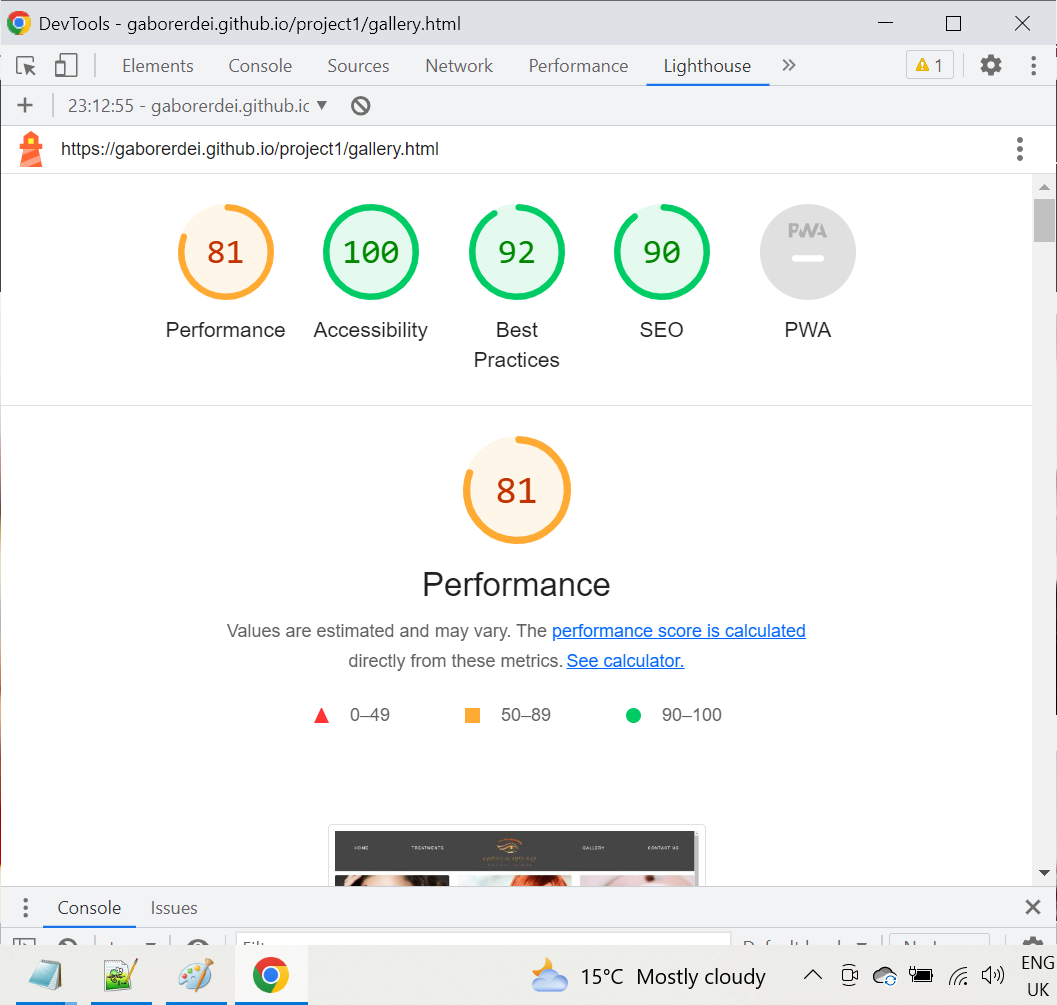 DevTools - gaborerdei.github.io/project1/gallery.html
Elements Console Sources Network Performance Lighthouse 1
23:12:55 - gaborerdei.github.ic
https://gaborerdei.github.io/project1/gallery.html
81 100 92 90 PWA
Performance Accessibility Best Practices SEO PWA
81
Performance
Values are estimated and may vary. The performance score is calculated
directly from these metrics. See calculator.
0–49 50–89 90–100
HOME TREATMENTS GALLERY CONTACT US
Console Issues
15°C Mostly cloudy ENG
UK